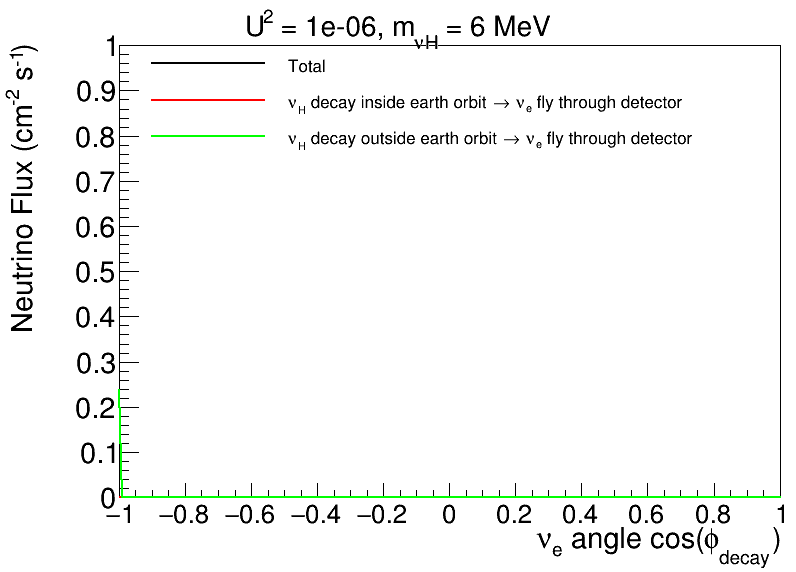 U² = 1e-06, m_νH = 6 MeV
Neutrino Flux (cm⁻² s⁻¹)
Total
ν_H decay inside earth orbit → ν_e fly through detector
ν_H decay outside earth orbit → ν_e fly through detector
1
0.9
0.8
0.7
0.6
0.5
0.4
0.3
0.2
0.1
0
−1 −0.8 −0.6 −0.4 −0.2 0 0.2 0.4 0.6 0.8 1
ν_e angle cos(ϕ_decay)